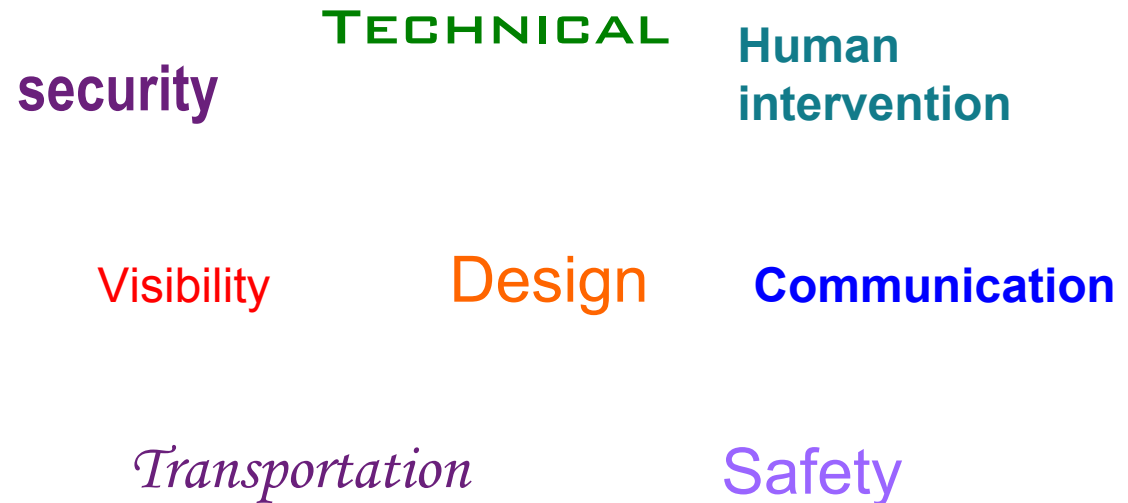 TECHNICAL
security
Human
intervention
Visibility
Design
Communication
Transportation
Safety